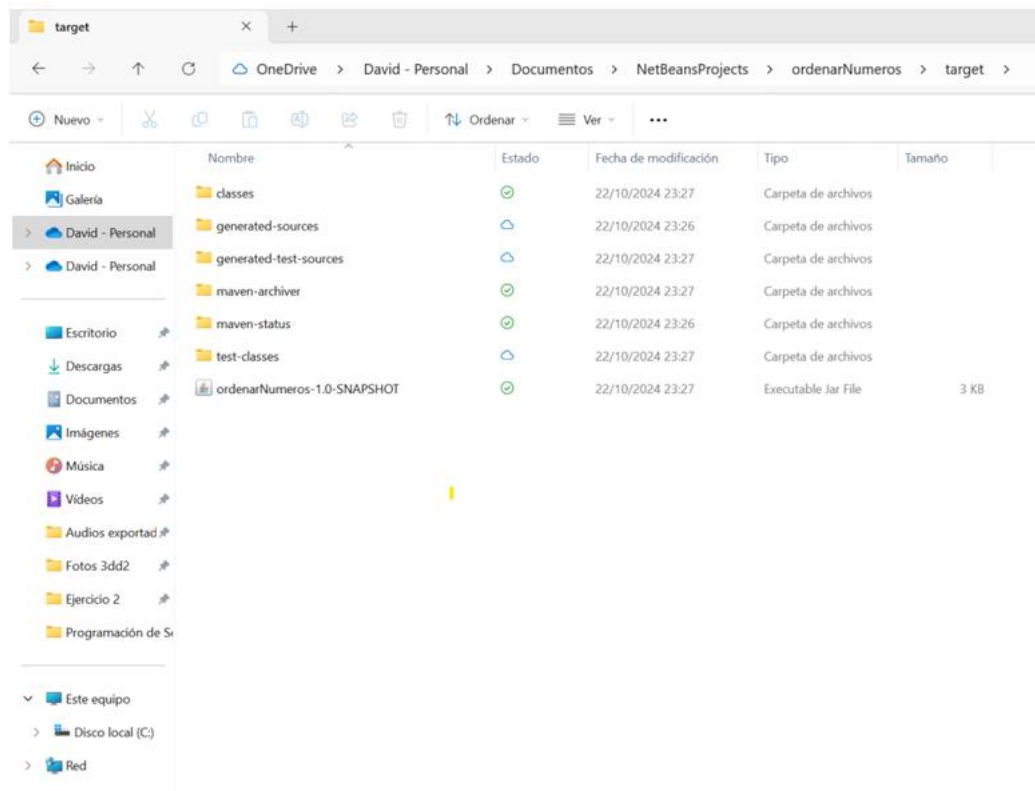 target
OneDrive > David - Personal > Documentos > NetBeansProjects > ordenarNumeros > target >
Nuevo Ordenar Ver ...
Nombre Estado Fecha de modificación Tipo Tamaño
classes 22/10/2024 23:27 Carpeta de archivos
generated-sources 22/10/2024 23:26 Carpeta de archivos
generated-test-sources 22/10/2024 23:27 Carpeta de archivos
maven-archiver 22/10/2024 23:27 Carpeta de archivos
maven-status 22/10/2024 23:26 Carpeta de archivos
test-classes 22/10/2024 23:27 Carpeta de archivos
ordenarNumeros-1.0-SNAPSHOT 22/10/2024 23:27 Executable Jar File 3 KB
Inicio
Galería
David - Personal
David - Personal
Escritorio
Descargas
Documentos
Imágenes
Música
Vídeos
Audios exportad
Fotos 3dd2
Ejercicio 2
Programación de Se
Este equipo
Disco local (C:)
Red